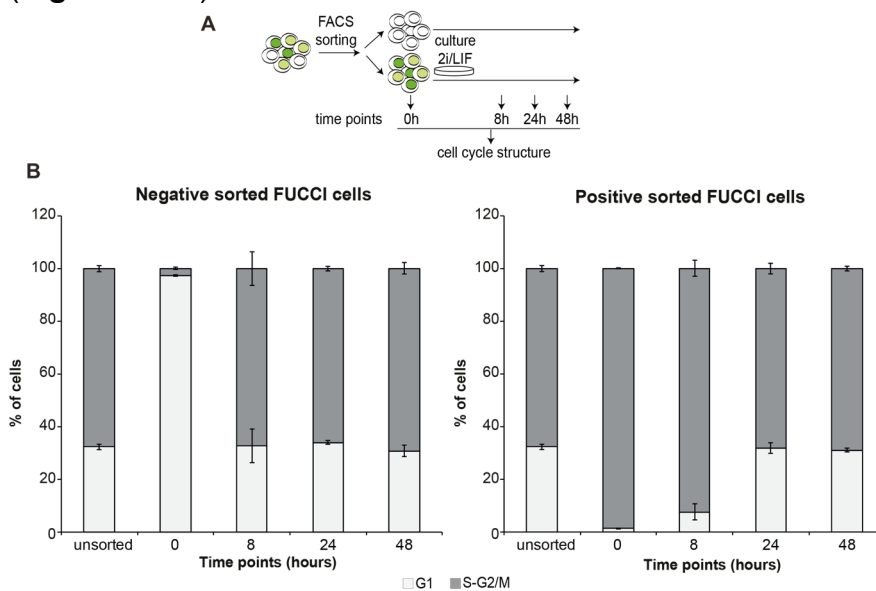 A
FACS
sorting
culture
2i/LIF
time points
0h
8h
24h
48h
cell cycle structure
B
Negative sorted FUCCI cells
120
100
80
60
40
20
0
% of cells
unsorted
0
8
24
48
Time points (hours)
Positive sorted FUCCI cells
120
100
80
60
40
20
0
% of cells
unsorted
0
8
24
48
Time points (hours)
G1
S-G2/M